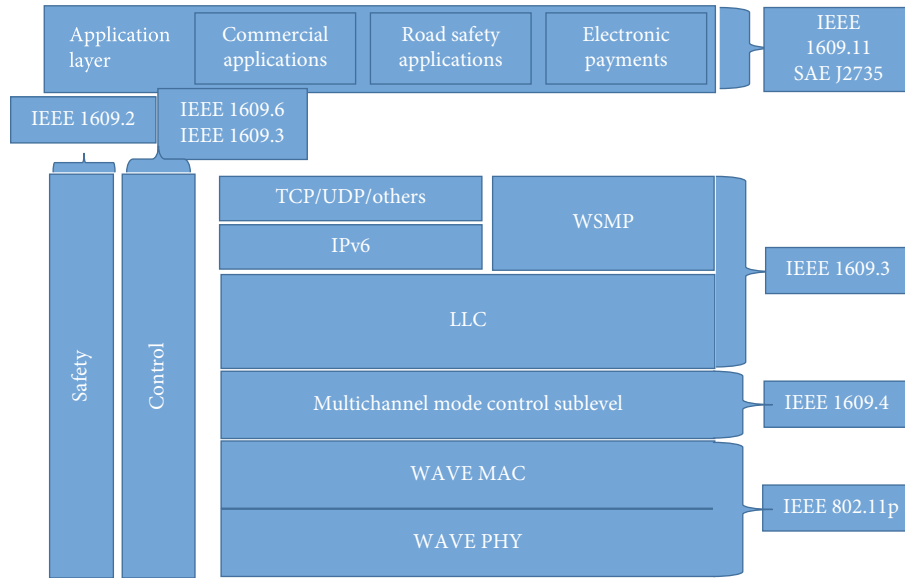 Application
layer
Commercial
applications
Road safety
applications
Electronic
payments
IEEE
1609.11
SAE J2735
IEEE 1609.2
IEEE 1609.6
IEEE 1609.3
TCP/UDP/others
IPv6
WSMP
IEEE 1609.3
LLC
Safety
Control
Multichannel mode control sublevel
IEEE 1609.4
WAVE MAC
IEEE 802.11p
WAVE PHY